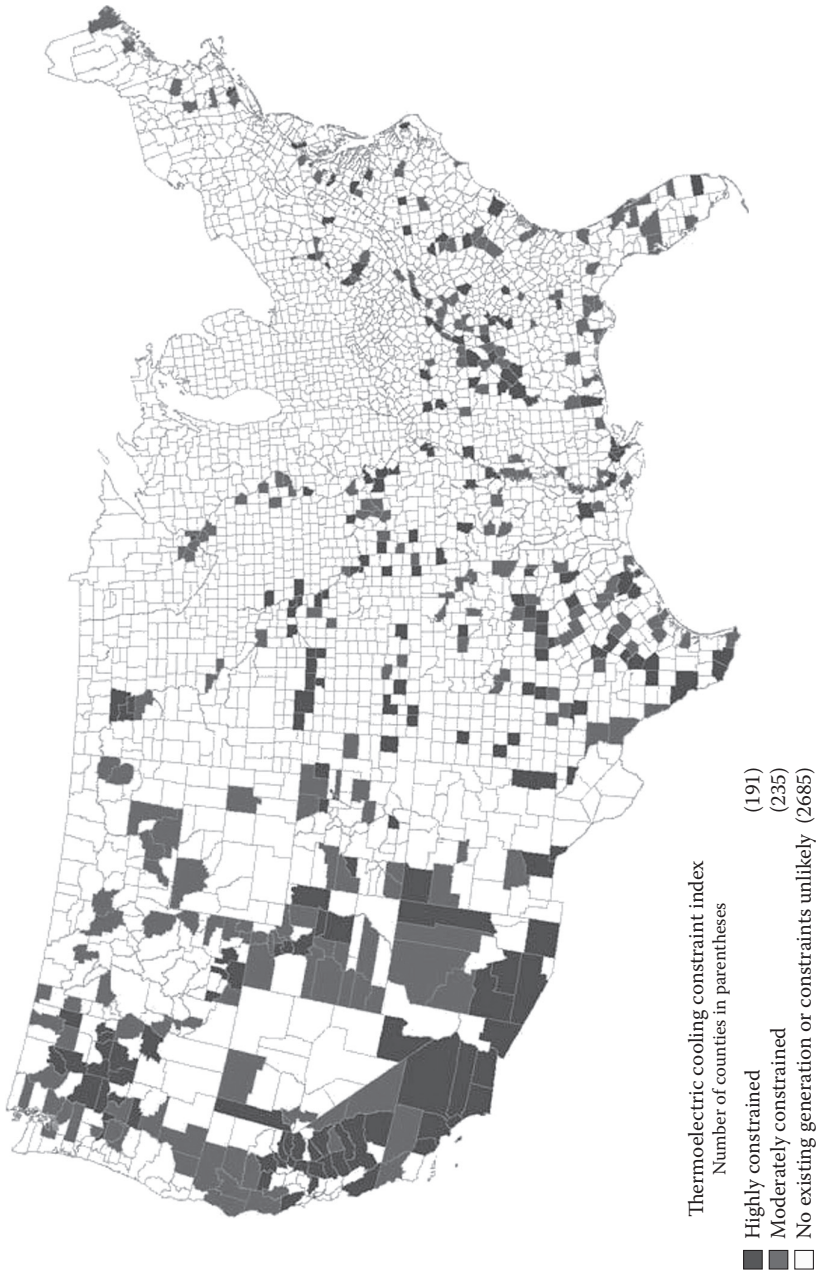 Thermoelectric cooling constraint index
Number of counties in parentheses
Highly constrained (191)
Moderately constrained (235)
No existing generation or constraints unlikely (2685)